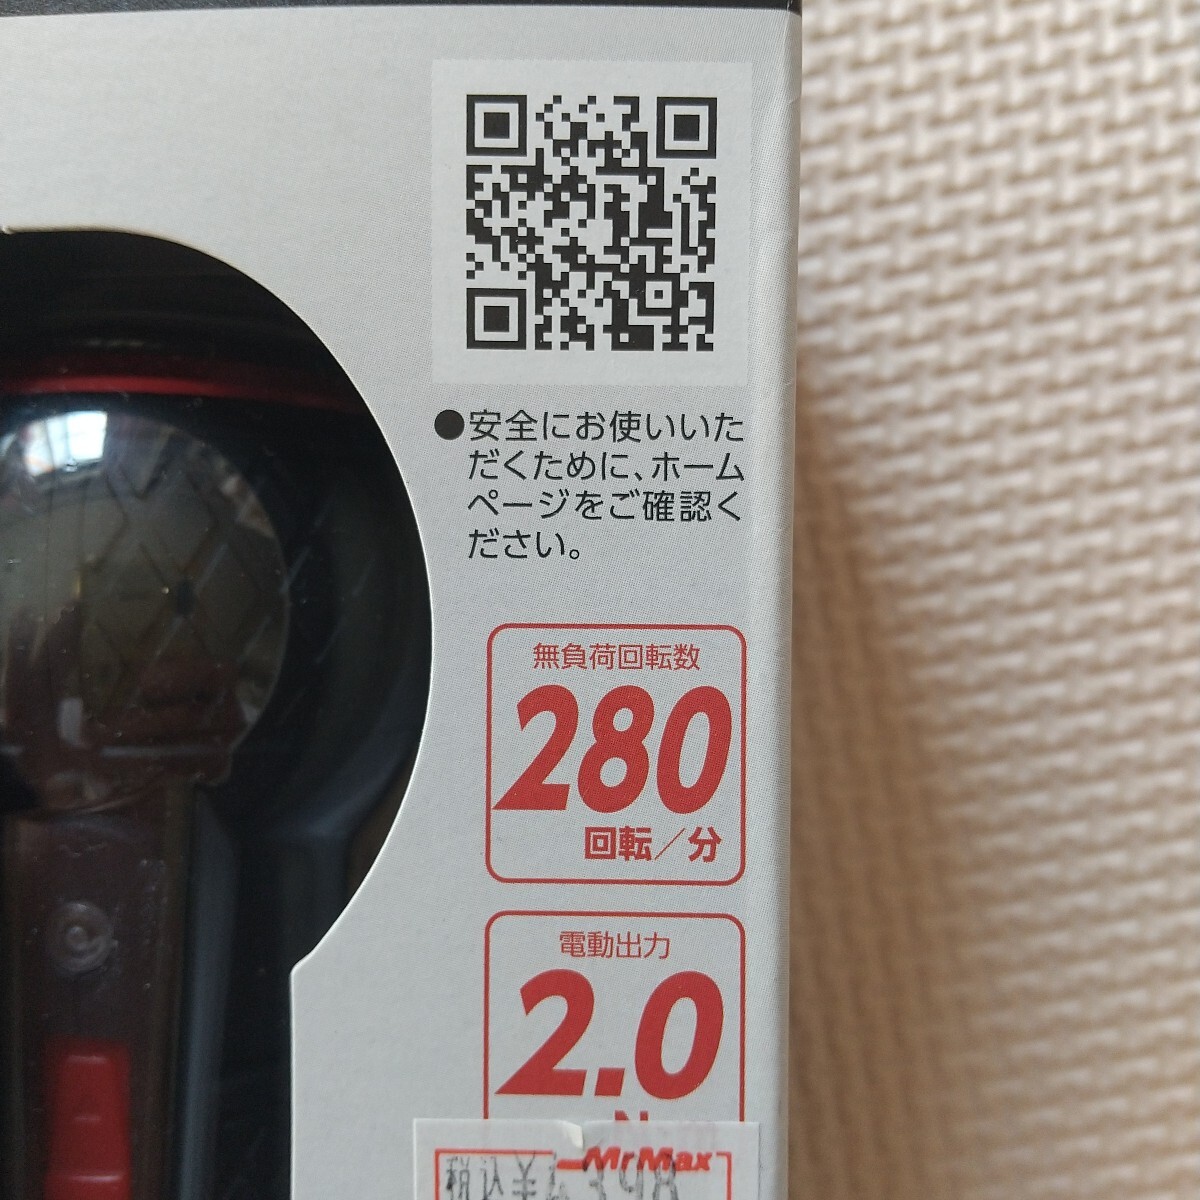 ●安全にお使いいた
だくために、ホーム
ページをご確認く
ださい。
無負荷回転数
280
回転／分
電動出力
2.0
MrMax
税込¥